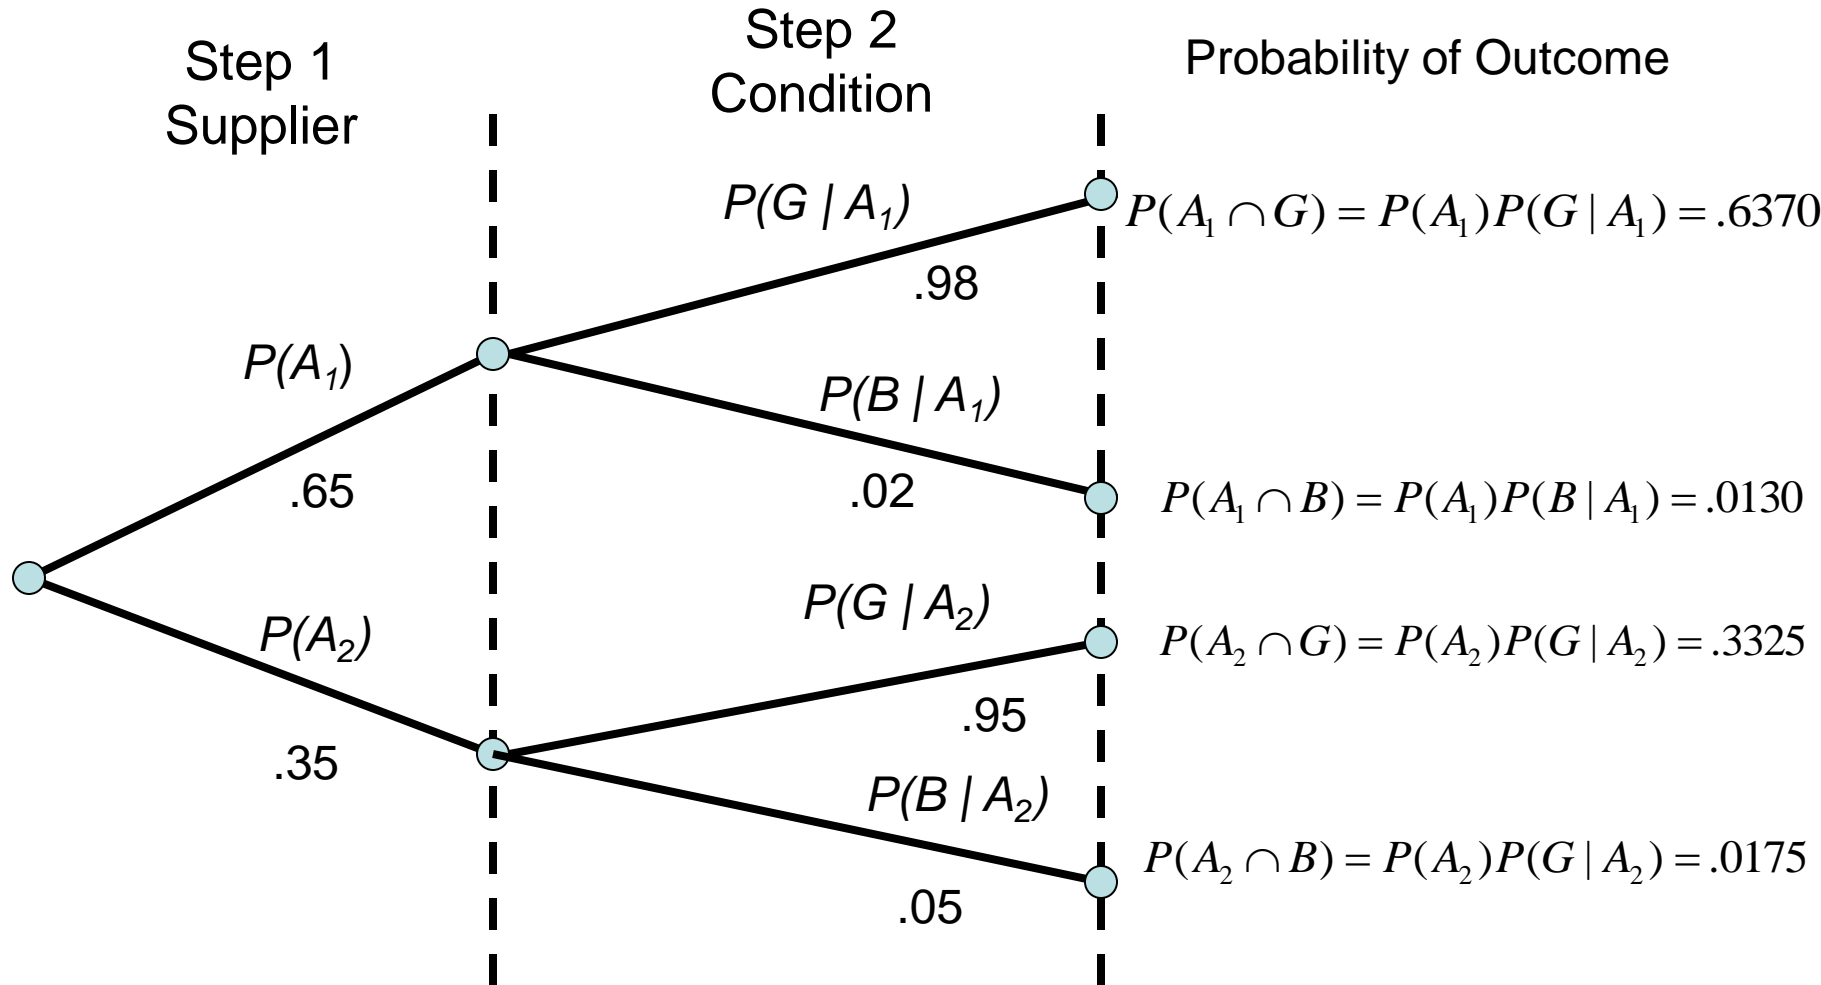 Step 1
Supplier
Step 2
Condition
Probability of Outcome
P(G | A₁)
P(A₁ ∩ G) = P(A₁)P(G | A₁) = .6370
.98
P(A₁)
P(B | A₁)
.65
.02
P(A₁ ∩ B) = P(A₁)P(B | A₁) = .0130
P(G | A₂)
P(A₂)
P(A₂ ∩ G) = P(A₂)P(G | A₂) = .3325
.95
.35
P(B | A₂)
P(A₂ ∩ B) = P(A₂)P(G | A₂) = .0175
.05